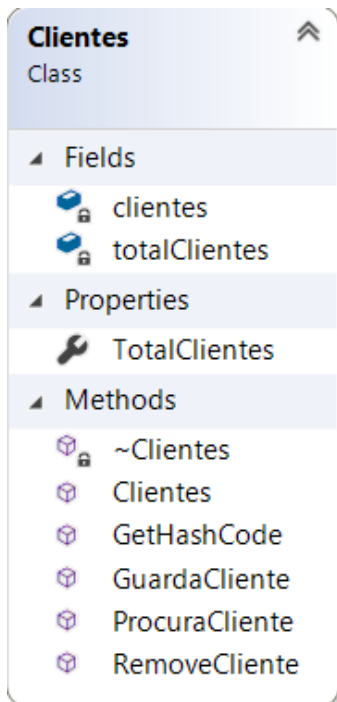 Clientes
Class
Fields
clientes
totalClientes
Properties
TotalClientes
Methods
~Clientes
Clientes
GetHashCode
GuardaCliente
ProcuraCliente
RemoveCliente